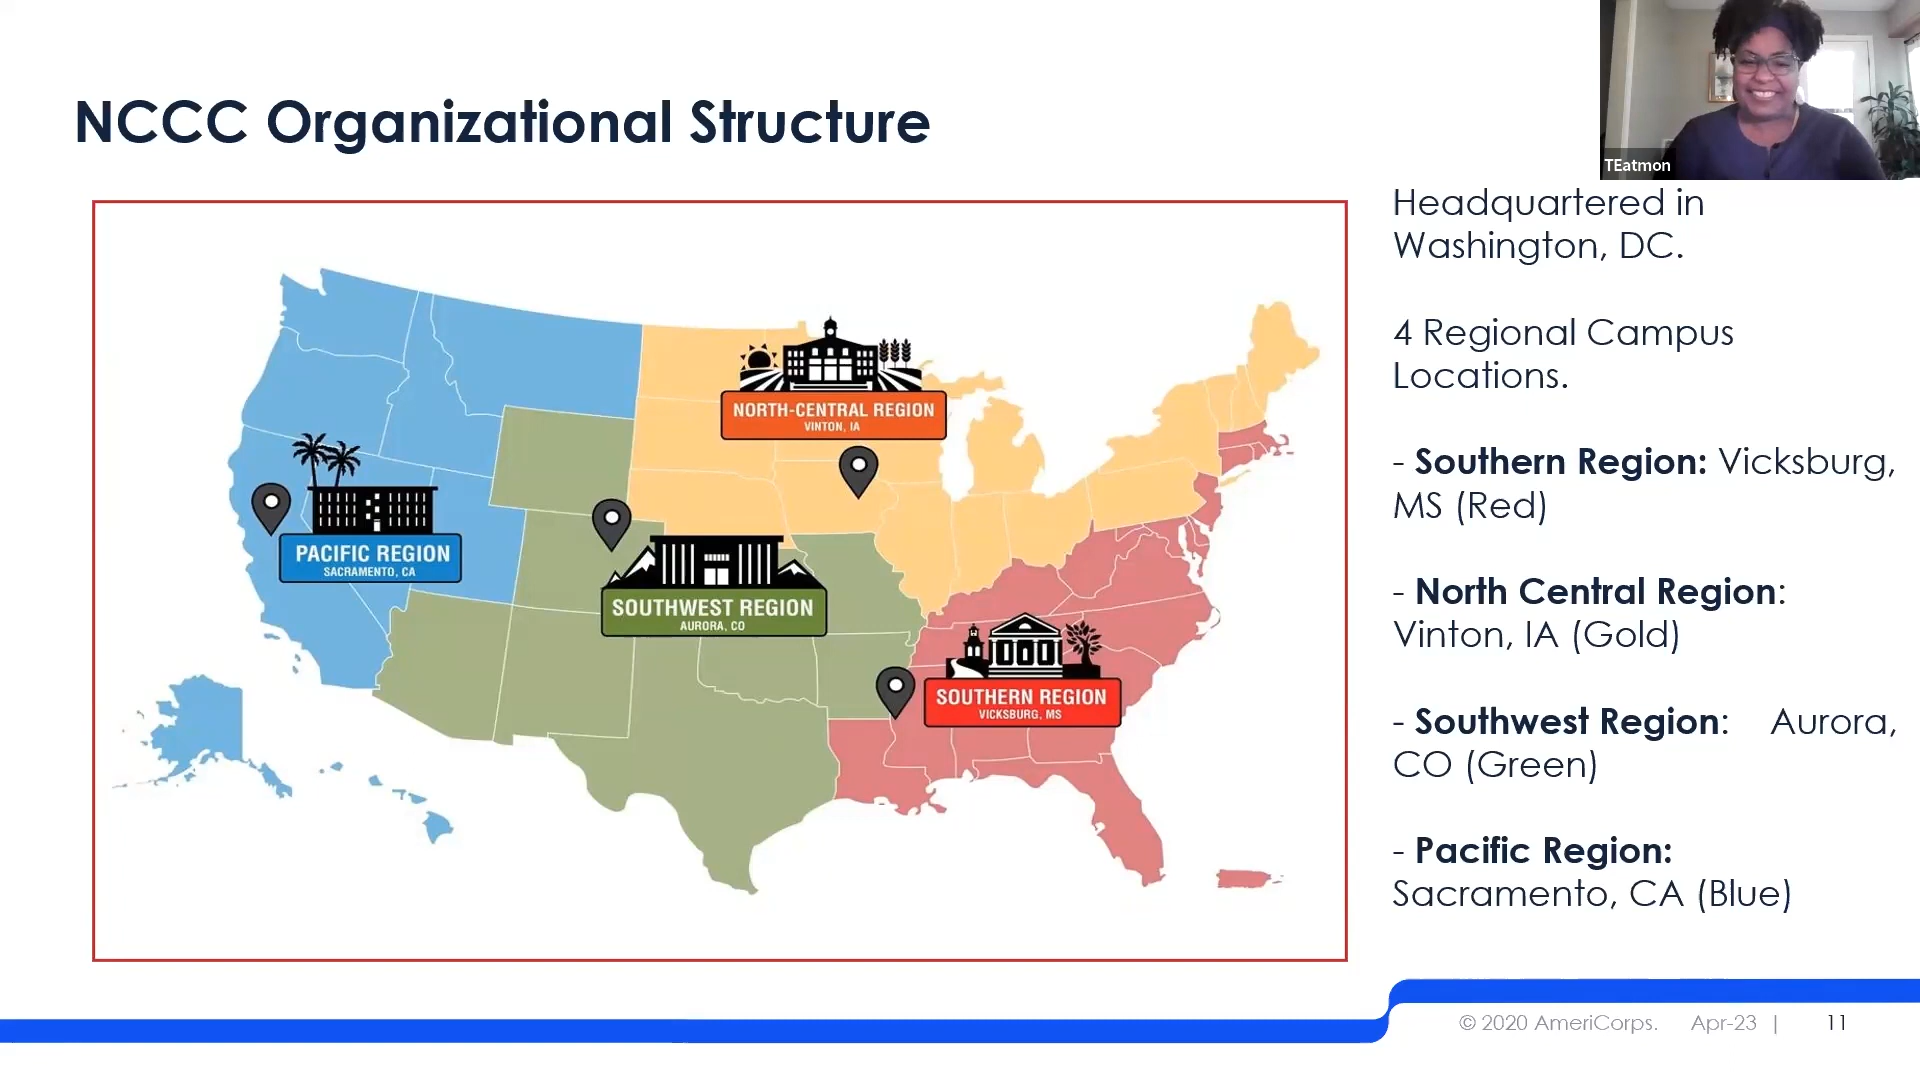 NCCC Organizational Structure
TEatmon
NORTH-CENTRAL REGION
VINTON, IA
PACIFIC REGION
SACRAMENTO, CA
SOUTHWEST REGION
AURORA, CO
SOUTHERN REGION
VICKSBURG, MS
Headquartered in
Washington, DC.
4 Regional Campus
Locations.
- Southern Region: Vicksburg,
MS (Red)
- North Central Region:
Vinton, IA (Gold)
- Southwest Region: Aurora,
CO (Green)
- Pacific Region:
Sacramento, CA (Blue)
© 2020 AmeriCorps. Apr-23 | 11